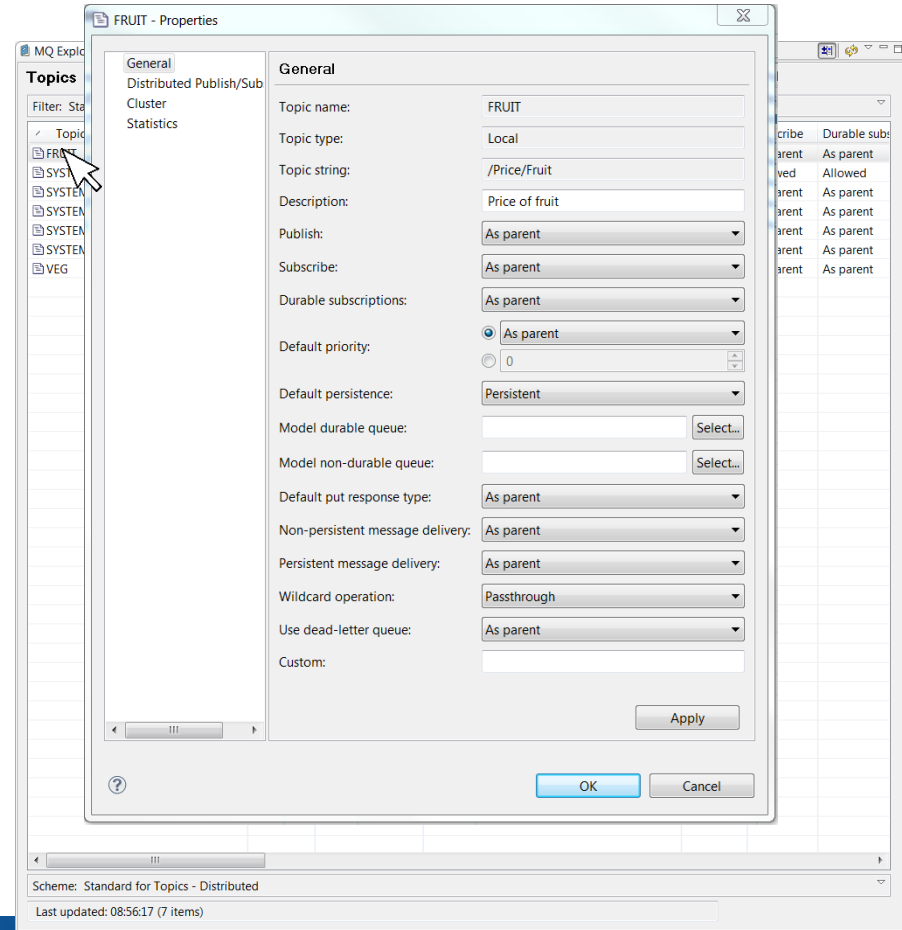 FRUIT - Properties
MQ Explo
Topics
Filter: Sta
Topic
cribe Durable subs
FRUIT arent As parent
SYST wed Allowed
SYSTEM arent As parent
SYSTEM arent As parent
SYSTEM arent As parent
SYSTEM arent As parent
VEG arent As parent
General
Distributed Publish/Sub
Cluster
Statistics
General
Topic name: FRUIT
Topic type: Local
Topic string: /Price/Fruit
Description: Price of fruit
Publish: As parent
Subscribe: As parent
Durable subscriptions: As parent
Default priority: As parent
0
Default persistence: Persistent
Model durable queue: Select...
Model non-durable queue: Select...
Default put response type: As parent
Non-persistent message delivery: As parent
Persistent message delivery: As parent
Wildcard operation: Passthrough
Use dead-letter queue: As parent
Custom:
Apply
OK Cancel
Scheme: Standard for Topics - Distributed
Last updated: 08:56:17 (7 items)